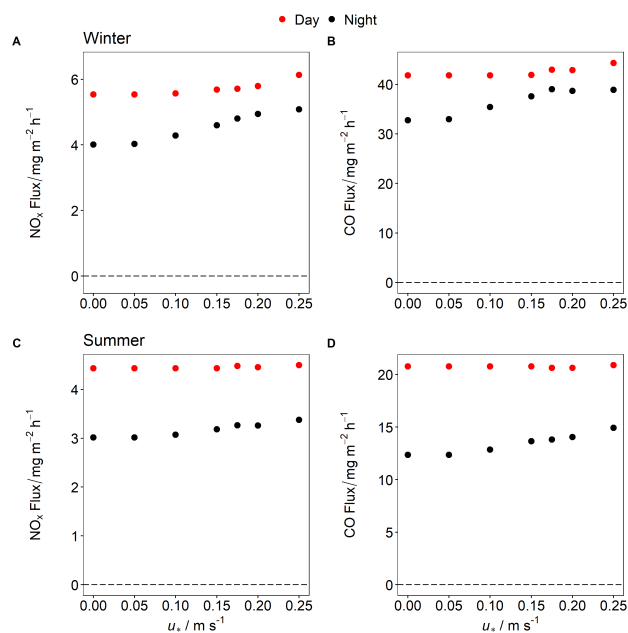 Day Night
A Winter B
NOₓ Flux/mg m⁻² h⁻¹
6
4
2
0
0.00 0.05 0.10 0.15 0.20 0.25
CO Flux/mg m⁻² h⁻¹
40
30
20
10
0
0.00 0.05 0.10 0.15 0.20 0.25
C Summer D
NOₓ Flux/mg m⁻² h⁻¹
4
3
2
1
0
0.00 0.05 0.10 0.15 0.20 0.25
u* / m s⁻¹
CO Flux/mg m⁻² h⁻¹
20
15
10
5
0
0.00 0.05 0.10 0.15 0.20 0.25
u* / m s⁻¹